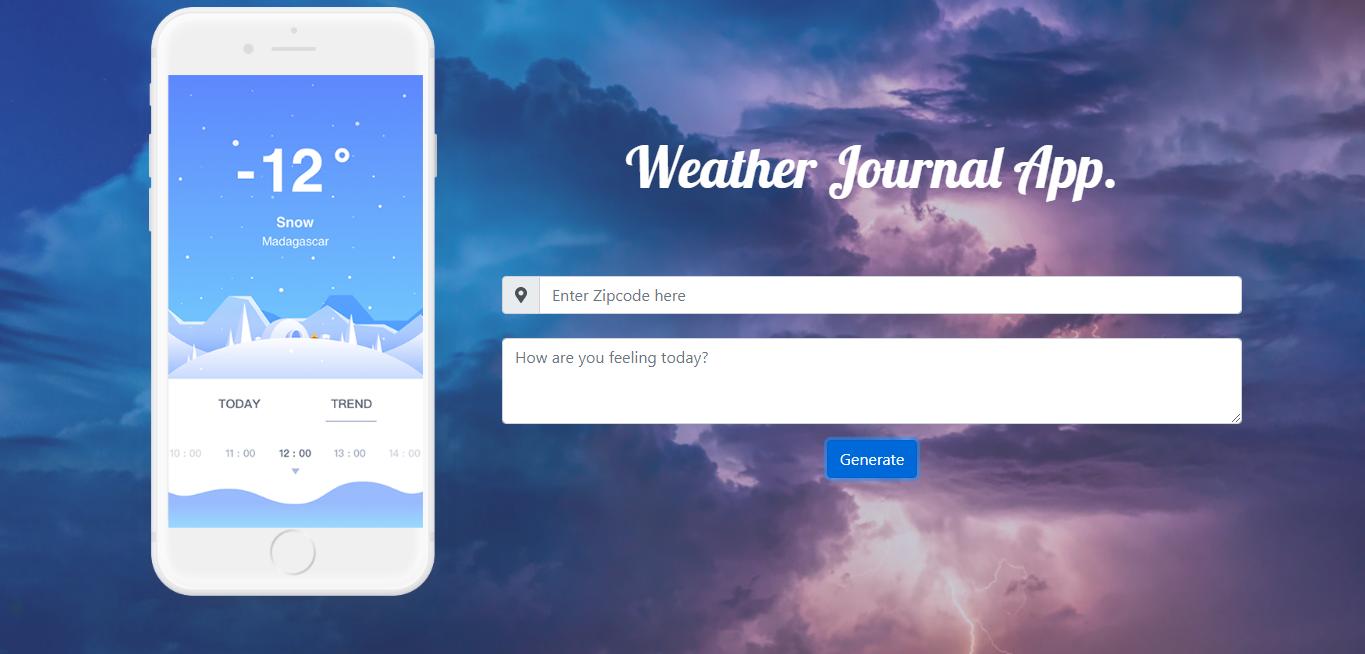 -12°
Snow
Madagascar
TODAY TREND
10 : 00 11 : 00 12 : 00 13 : 00 14 : 00
Weather Journal App.
Enter Zipcode here
How are you feeling today?
Generate